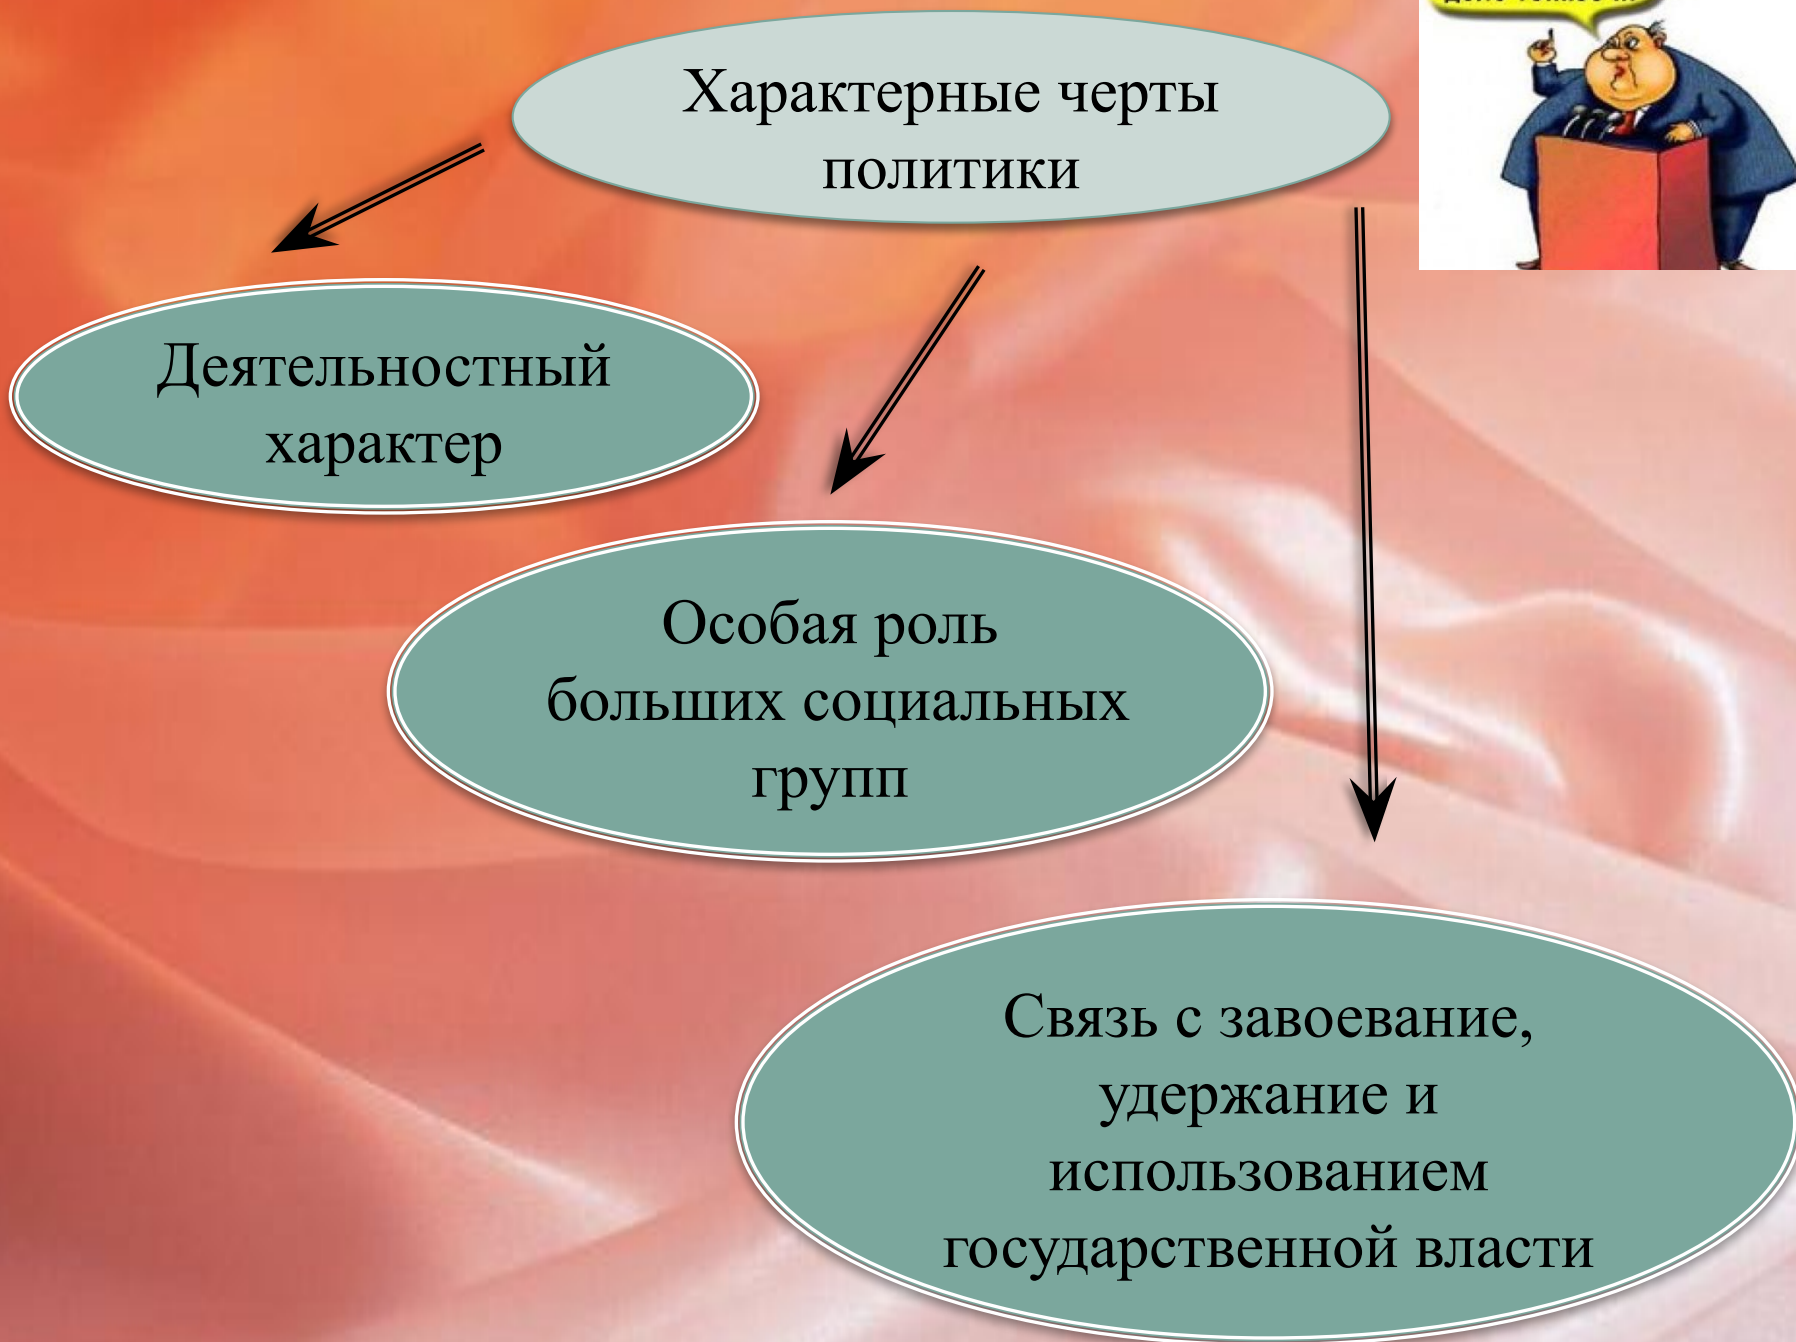 Характерные черты
политики
Деятельностный
характер
Особая роль
больших социальных
групп
Связь с завоевание,
удержание и
использованием
государственной власти